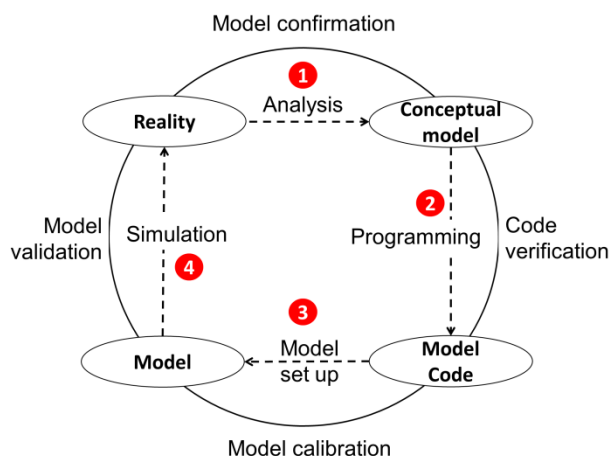 Model confirmation
1
Analysis
Reality
Conceptual
model
2
Programming
Model
validation
Simulation
4
Code
verification
3
Model
set up
Model
Model
Code
Model calibration